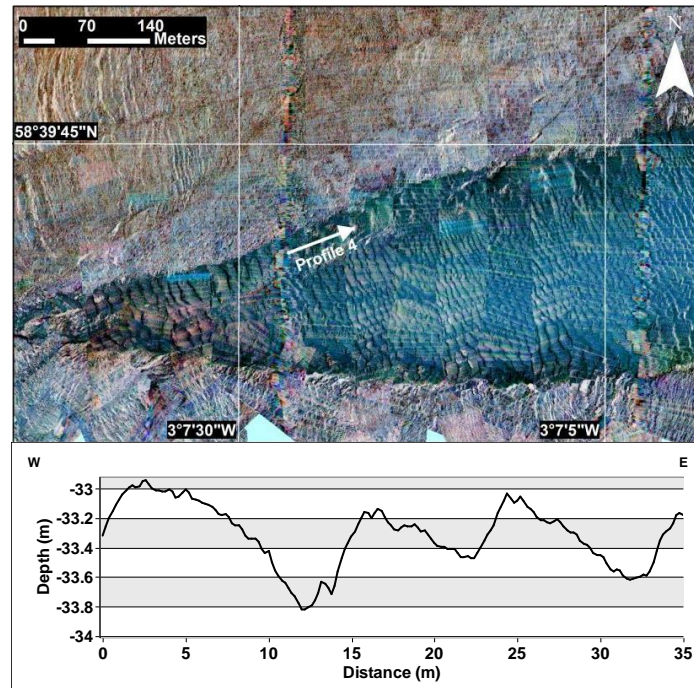 0 70 140
Meters
N
58°39'45"N
Profile 4
3°7'30"W 3°7'5"W
W E
-33
-33.2
-33.4
-33.6
-33.8
-34
Depth (m)
0 5 10 15 20 25 30 35
Distance (m)